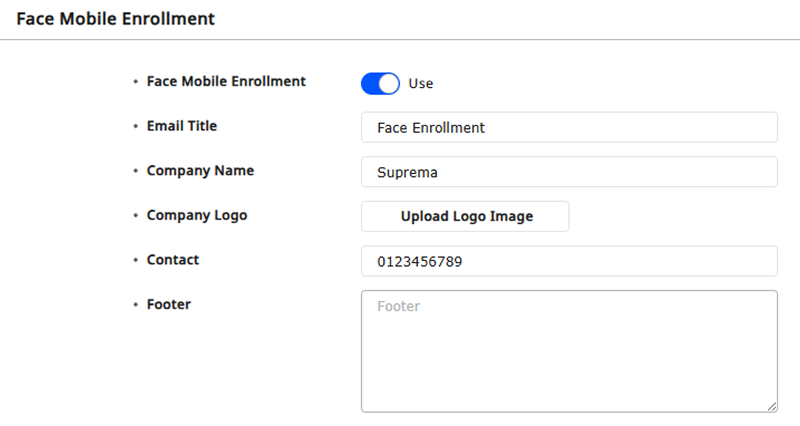 Face Mobile Enrollment
Face Mobile Enrollment Use
Email Title Face Enrollment
Company Name Suprema
Company Logo Upload Logo Image
Contact 0123456789
Footer Footer